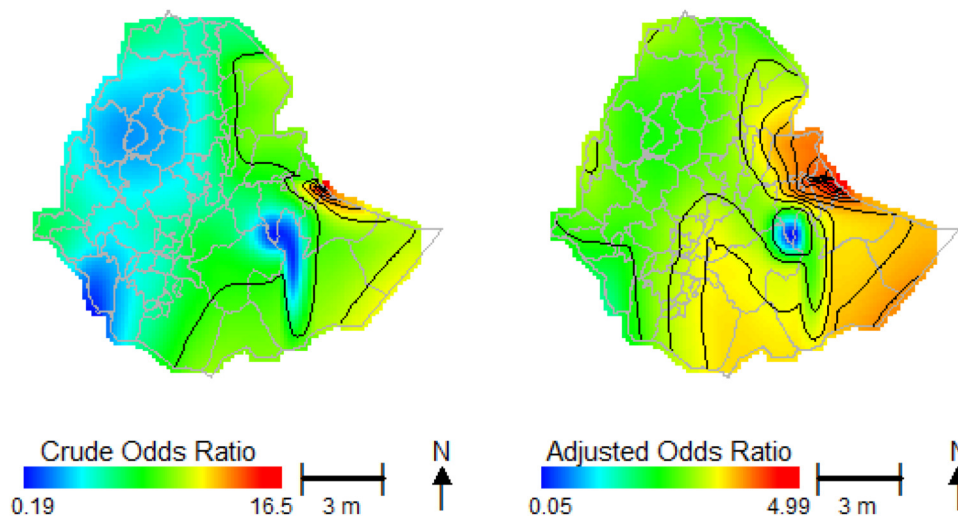 Crude Odds Ratio
0.19 16.5
3 m
N
Adjusted Odds Ratio
0.05 4.99
3 m
N